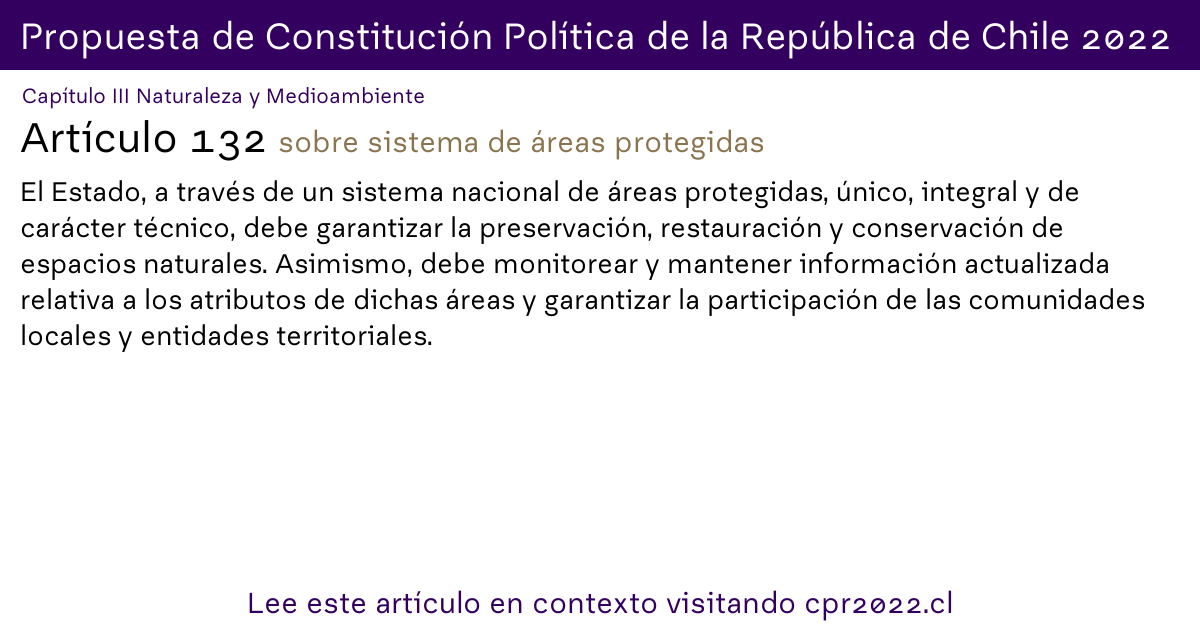 Propuesta de Constitución Política de la República de Chile 2022
Capítulo III Naturaleza y Medioambiente
Artículo 132 sobre sistema de áreas protegidas
El Estado, a través de un sistema nacional de áreas protegidas, único, integral y de
carácter técnico, debe garantizar la preservación, restauración y conservación de
espacios naturales. Asimismo, debe monitorear y mantener información actualizada
relativa a los atributos de dichas áreas y garantizar la participación de las comunidades
locales y entidades territoriales.
Lee este artículo en contexto visitando cpr2022.cl